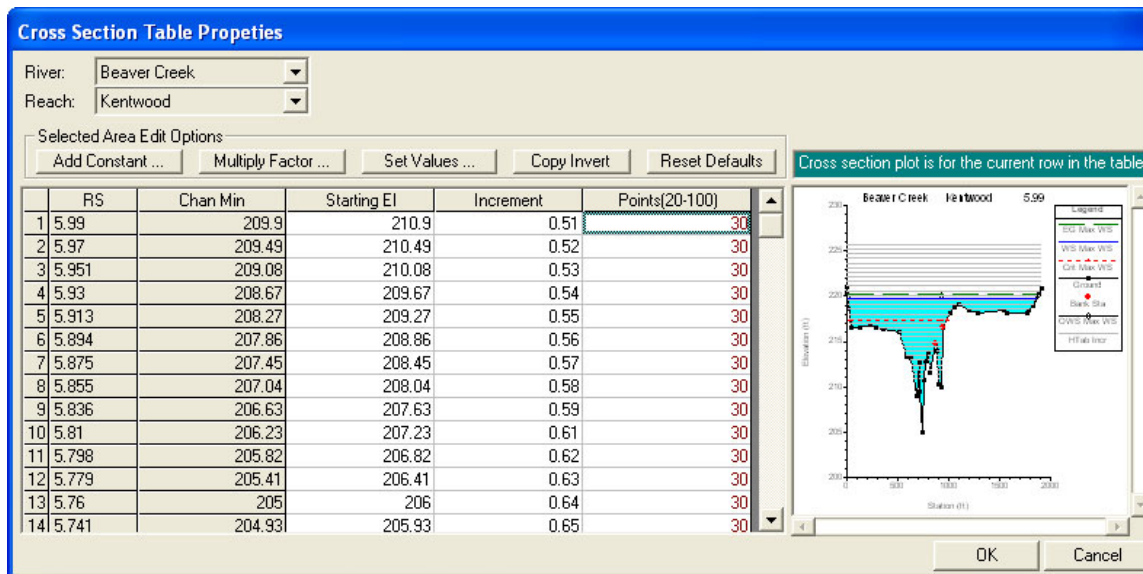 Cross Section Table Propeties
River: Beaver Creek
Reach: Kentwood
Selected Area Edit Options
Add Constant ... Multiply Factor ... Set Values ... Copy Invert Reset Defaults
Cross section plot is for the current row in the table
RS Chan Min Starting El Increment Points(20-100)
1 5.99 209.9 210.9 0.51 30
2 5.97 209.49 210.49 0.52 30
3 5.951 209.08 210.08 0.53 30
4 5.93 208.67 209.67 0.54 30
5 5.913 208.27 209.27 0.55 30
6 5.894 207.86 208.86 0.56 30
7 5.875 207.45 208.45 0.57 30
8 5.855 207.04 208.04 0.58 30
9 5.836 206.63 207.63 0.59 30
10 5.81 206.23 207.23 0.61 30
11 5.798 205.82 206.82 0.62 30
12 5.779 205.41 206.41 0.63 30
13 5.76 205 206 0.64 30
14 5.741 204.93 205.93 0.65 30
Beaver Creek Kentwood 5.99
Legend
EG Max WS
WS Max WS
Crit Max WS
Ground
Bank Sta
OWS Max WS
HTab Incr
230
225
220
215
210
205
200
Elevation (ft)
0 500 1000 1500 2000
Station (ft)
OK Cancel